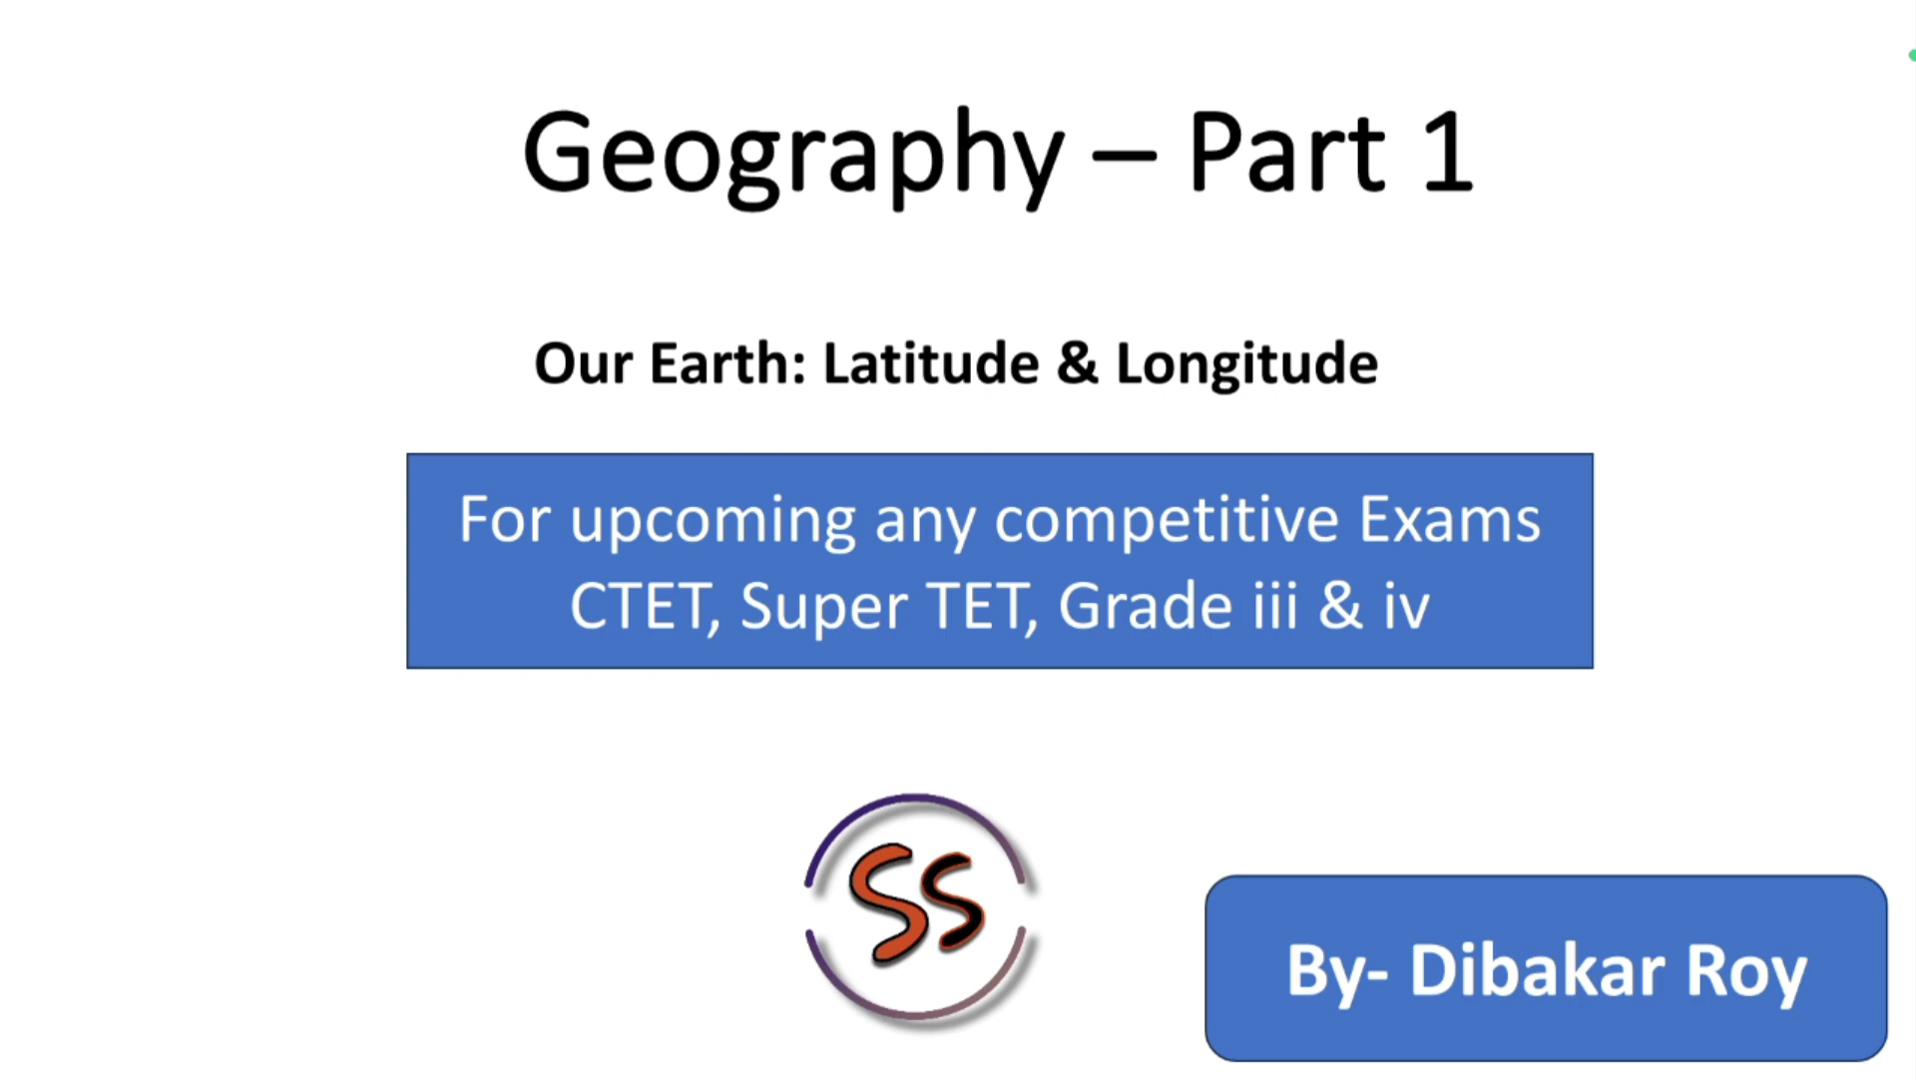 Geography – Part 1
Our Earth: Latitude & Longitude
For upcoming any competitive Exams
CTET, Super TET, Grade iii & iv
SS
By- Dibakar Roy